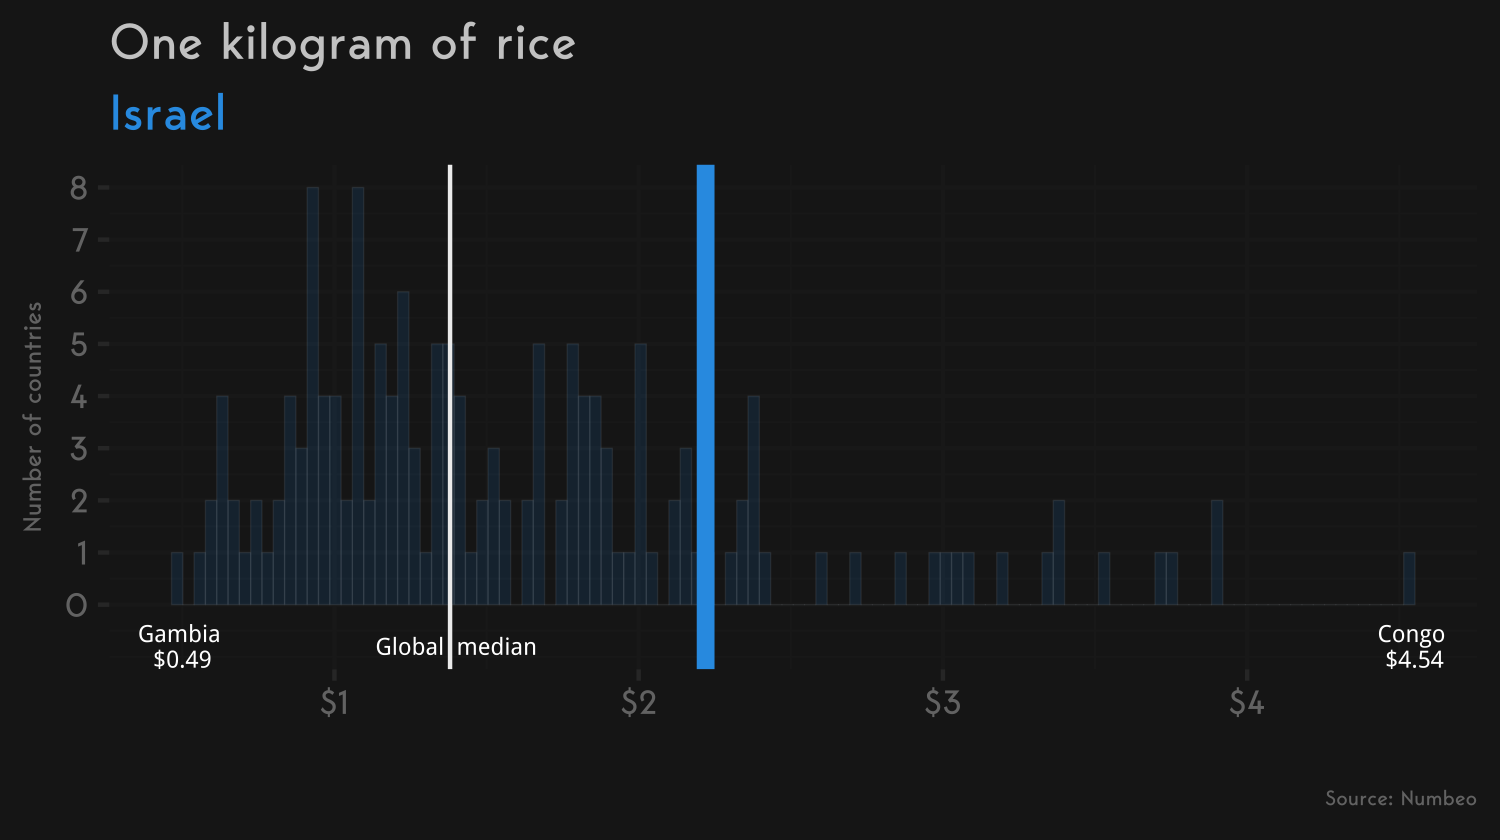 One kilogram of rice
Israel
Number of countries
8
7
6
5
4
3
2
1
0
Gambia
$0.49
Global median
Congo
$4.54
$1
$2
$3
$4
Source: Numbeo